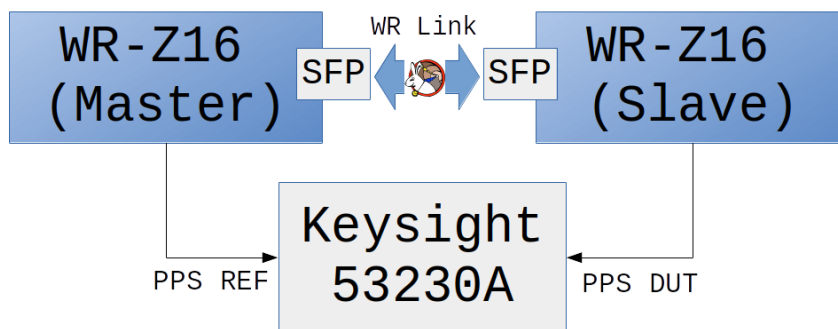 WR-Z16
(Master)
SFP
WR Link
SFP
WR-Z16
(Slave)
PPS REF
Keysight
53230A
PPS DUT